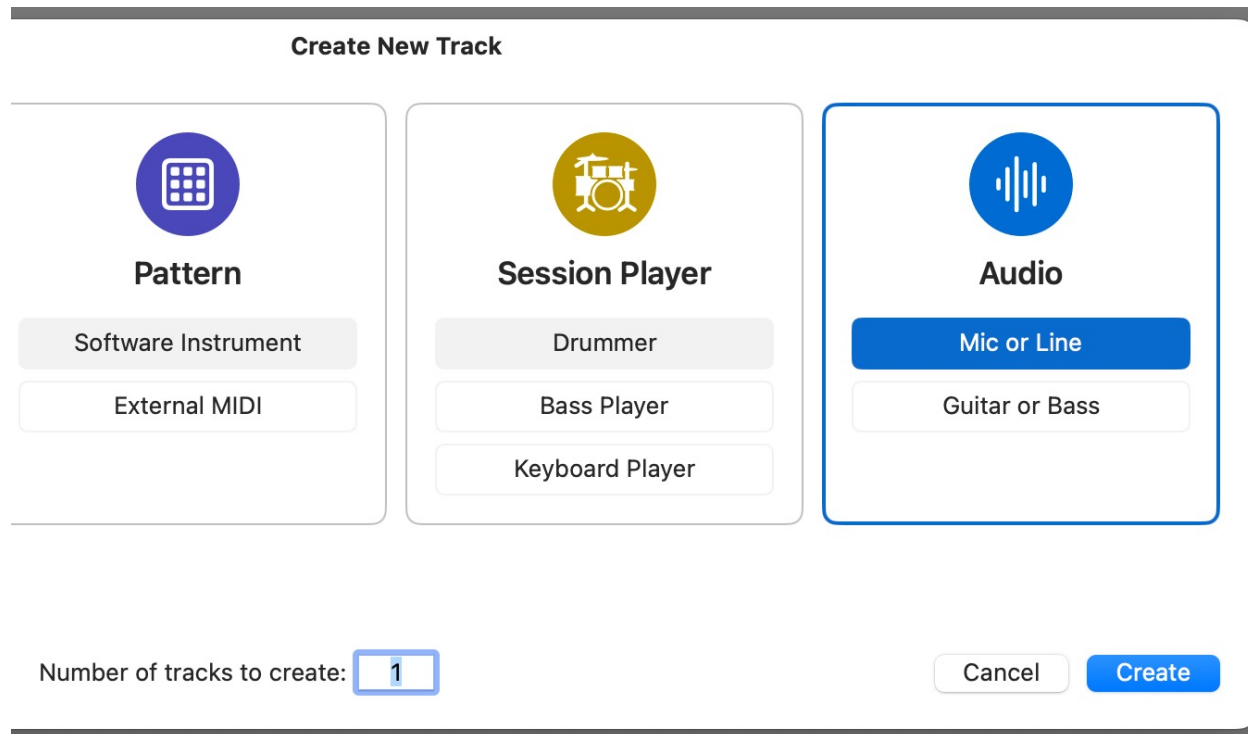 Create New Track
Pattern
Software Instrument
External MIDI
Session Player
Drummer
Bass Player
Keyboard Player
Audio
Mic or Line
Guitar or Bass
Number of tracks to create: 1
Cancel
Create